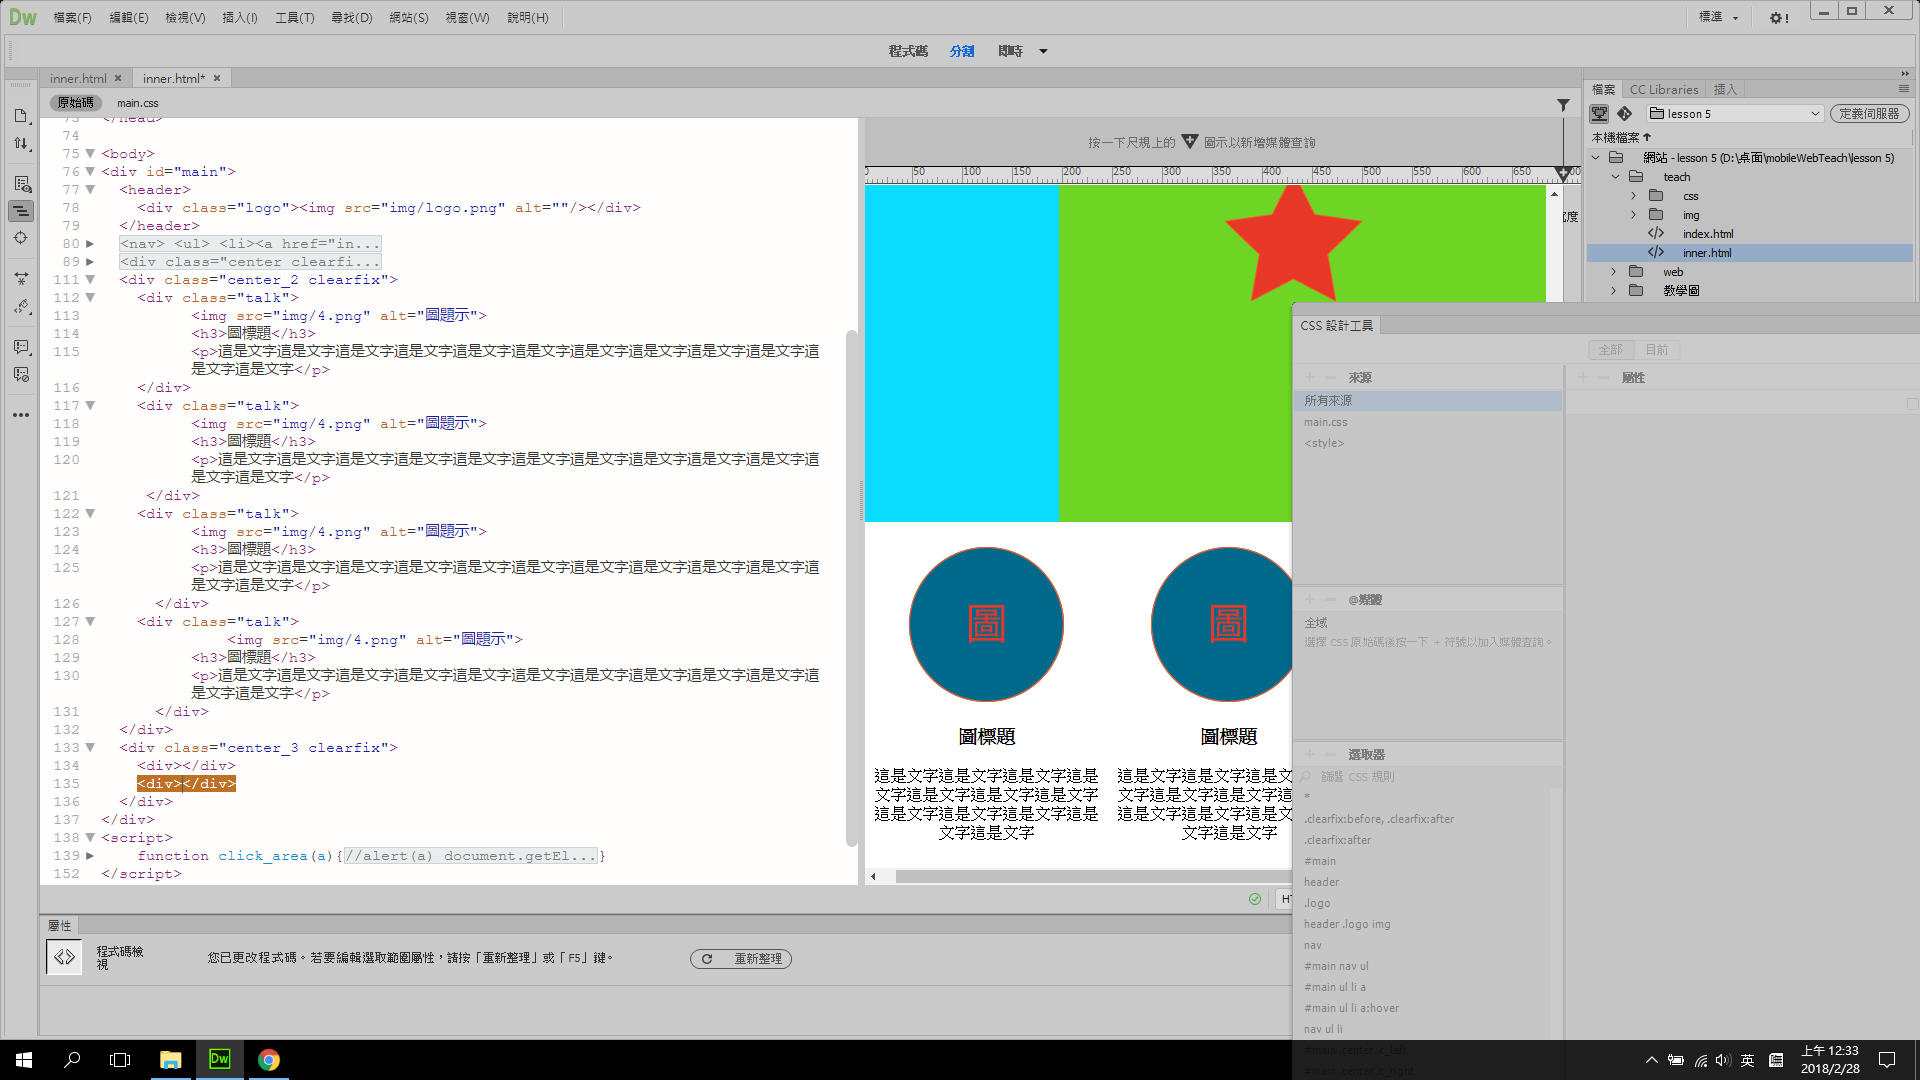 Dw 檔案(F) 編輯(E) 檢視(V) 插入(I) 工具(T) 尋找(D) 網站(S) 視窗(W) 說明(H) 標準
程式碼 分割 即時
inner.html × inner.html* ×
原始碼 main.css
73 </head>
74
75 <body>
76 <div id="main">
77 <header>
78 <div class="logo"><img src="img/logo.png" alt=""/></div>
79 </header>
80 <nav> <ul> <li><a href="in...
89 <div class="center clearfi...
111 <div class="center_2 clearfix">
112 <div class="talk">
113 <img src="img/4.png" alt="圖題示">
114 <h3>圖標題</h3>
115 <p>這是文字這是文字這是文字這是文字這是文字這是文字這是文字這是文字這是文字這是文字這
是文字這是文字</p>
116 </div>
117 <div class="talk">
118 <img src="img/4.png" alt="圖題示">
119 <h3>圖標題</h3>
120 <p>這是文字這是文字這是文字這是文字這是文字這是文字這是文字這是文字這是文字這是文字這
是文字這是文字</p>
121 </div>
122 <div class="talk">
123 <img src="img/4.png" alt="圖題示">
124 <h3>圖標題</h3>
125 <p>這是文字這是文字這是文字這是文字這是文字這是文字這是文字這是文字這是文字這是文字這
是文字這是文字</p>
126 </div>
127 <div class="talk">
128 <img src="img/4.png" alt="圖題示">
129 <h3>圖標題</h3>
130 <p>這是文字這是文字這是文字這是文字這是文字這是文字這是文字這是文字這是文字這是文字這
是文字這是文字</p>
131 </div>
132 </div>
133 <div class="center_3 clearfix">
134 <div></div>
135 <div></div>
136 </div>
137 </div>
138 <script>
139 function click_area(a){//alert(a) document.getEl...}
152 </script>
按一下尺規上的 圖示以新增媒體查詢
0 50 100 150 200 250 300 350 400 450 500 550 600 650
圖 圖
圖標題 圖標題
這是文字這是文字這是文字這是
文字這是文字這是文字這是文字
這是文字這是文字這是文字這是
文字這是文字
這是文字這是文字這是文
文字這是文字這是文字這
這是文字這是文字這是文
文字這是文字
檔案 CC Libraries 插入
lesson 5 定義伺服器
本機檔案
網站 - lesson 5 (D:\桌面\mobileWebTeach\lesson 5)
teach
css
img
index.html
inner.html
web
教學圖
CSS 設計工具
全部 目前
來源 屬性
所有來源
main.css
<style>
@媒體
全域
選擇 CSS 原始碼後按一下 + 符號以加入媒體查詢。
選取器
篩選 CSS 規則
*
.clearfix:before, .clearfix:after
.clearfix:after
#main
header
.logo
header .logo img
nav
#main nav ul
#main ul li a
#main ul li a:hover
nav ul li
#main .center .c_left
#main .center .c_right
屬性
程式碼檢
視
您已更改程式碼。若要編輯選取範圍屬性，請按「重新整理」或「F5」鍵。 重新整理
Dw
英
上午 12:33
2018/2/28